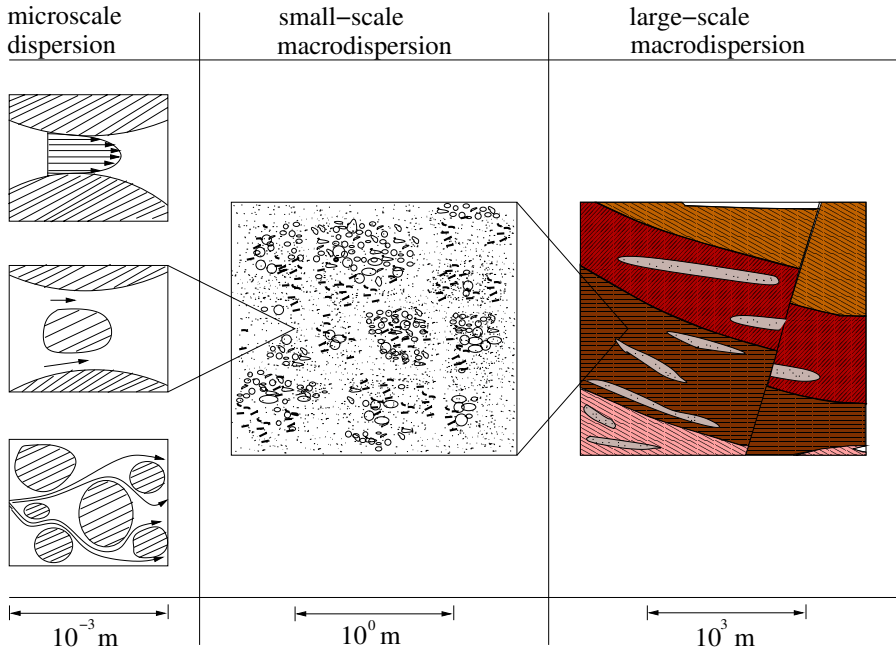 microscale
dispersion
small−scale
macrodispersion
large−scale
macrodispersion
10⁻³ m
10⁰ m
10³ m